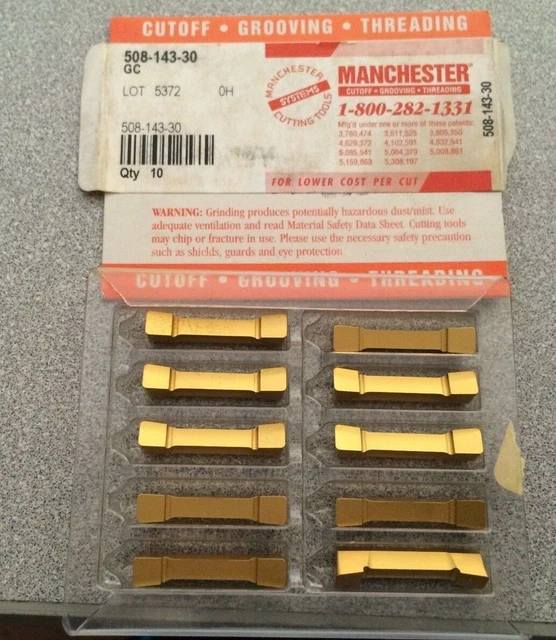 CUTOFF • GROOVING • THREADING
508-143-30
GC
LOT 5372 0H
508-143-30
Qty 10
MANCHESTER
SYSTEMS
CUTTING TOOLS
MANCHESTER®
CUTOFF • GROOVING • THREADING
1-800-282-1331
Mfg'd under one or more of these patents:
3,760,474 3,611,525 3,805,350
4,629,372 4,102,591 4,832,541
5,095,541 5,004,379 5,008,861
5,159,863 5,308,197
508-143-30
FOR LOWER COST PER CUT
WARNING: Grinding produces potentially hazardous dust/mist. Use
adequate ventilation and read Material Safety Data Sheet. Cutting tools
may chip or fracture in use. Please use the necessary safety precaution
such as shields, guards and eye protection.
CUTOFF • GROOVING • THREADING